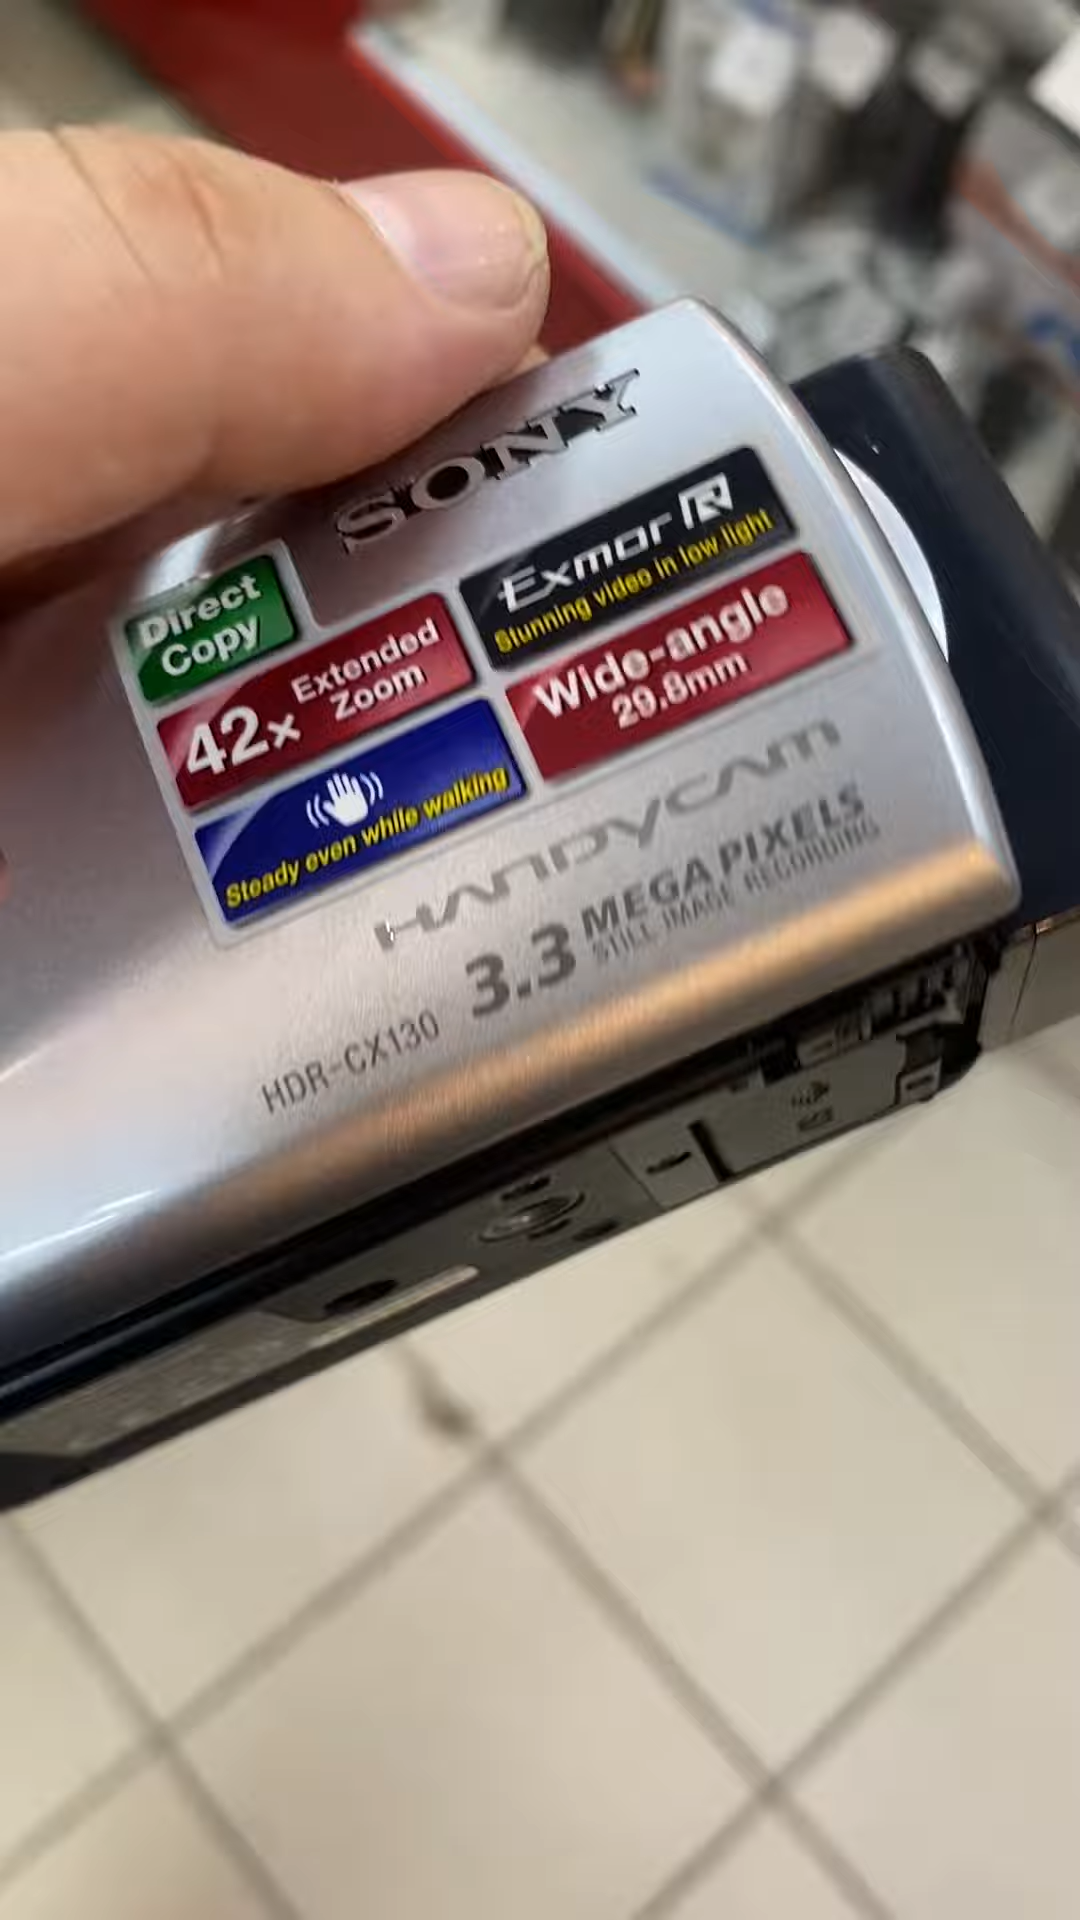 SONY
Direct
Copy
Exmor R
Stunning video in low light
42x Extended
Zoom
Wide-angle
29.8mm
Steady even while walking
HANDYCAM
3.3 MEGA PIXELS
STILL IMAGE RECORDING
HDR-CX130